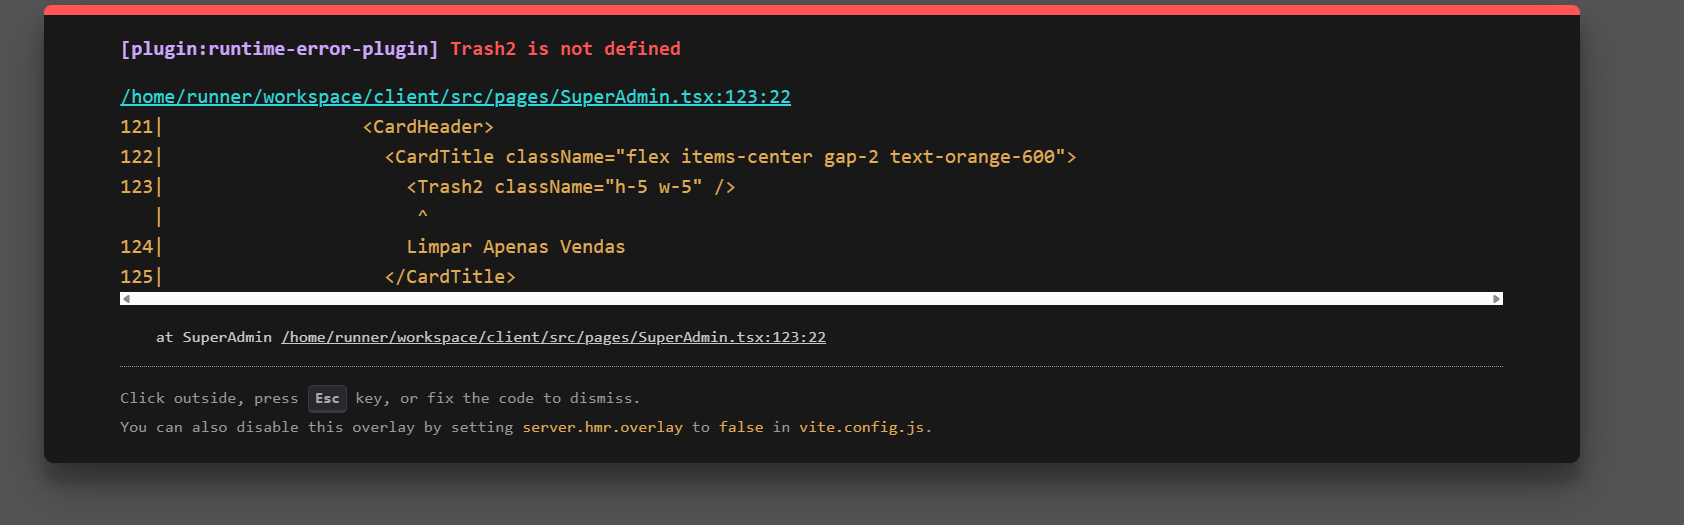 [plugin:runtime-error-plugin] Trash2 is not defined
/home/runner/workspace/client/src/pages/SuperAdmin.tsx:123:22
121|                  <CardHeader>
122|                    <CardTitle className="flex items-center gap-2 text-orange-600">
123|                      <Trash2 className="h-5 w-5" />
   |                       ^
124|                      Limpar Apenas Vendas
125|                    </CardTitle>
at SuperAdmin /home/runner/workspace/client/src/pages/SuperAdmin.tsx:123:22
Click outside, press Esc key, or fix the code to dismiss.
You can also disable this overlay by setting server.hmr.overlay to false in vite.config.js.